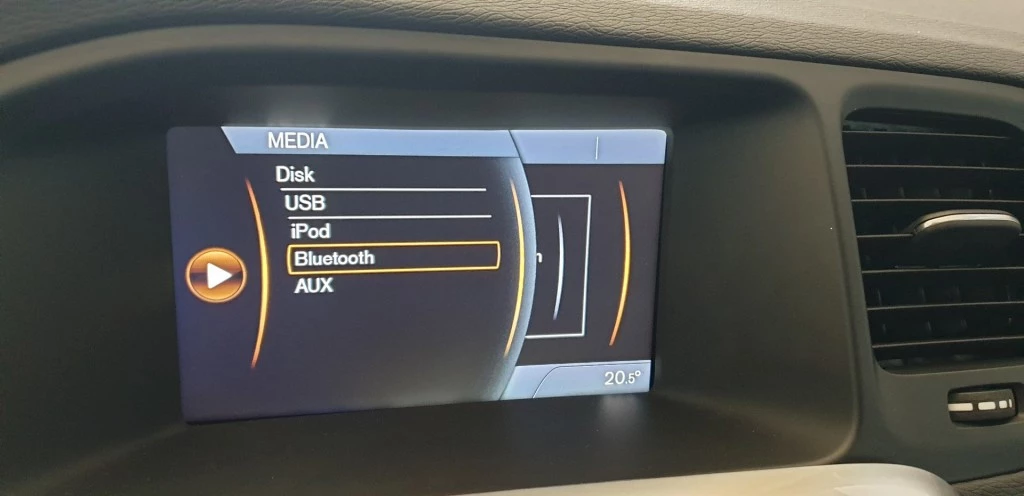 MEDIA
Disk
USB
iPod
Bluetooth
AUX
20.5°